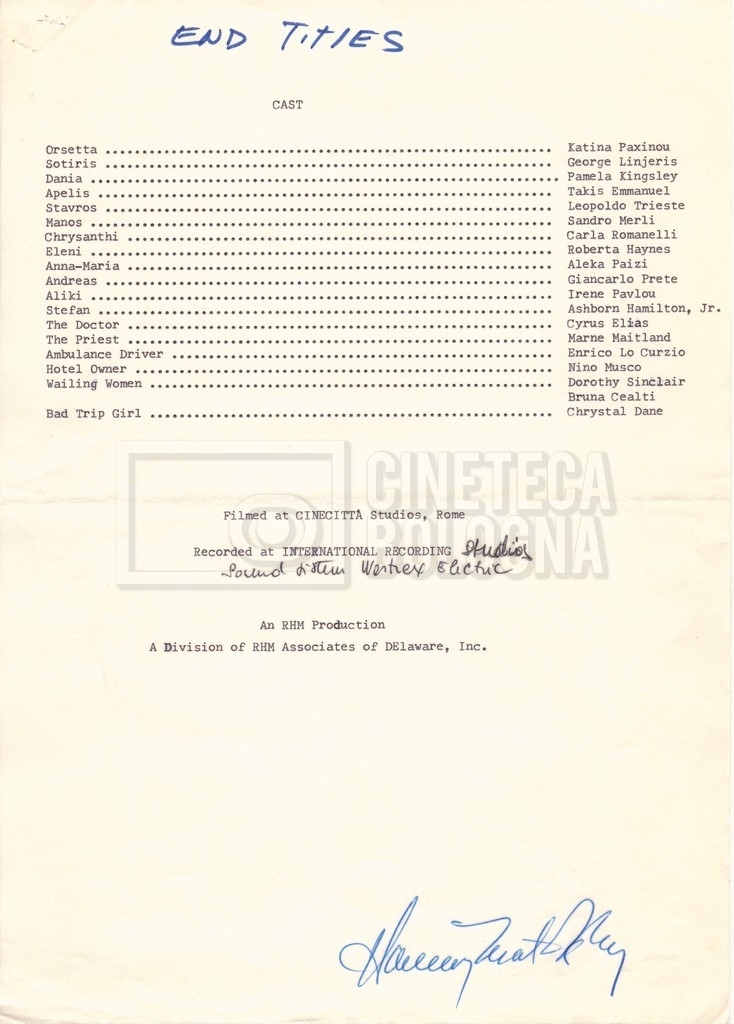 END TITLES
CAST
Orsetta ........................................................ Katina Paxinou
Sotiris ........................................................ George Linjeris
Dania ........................................................ Pamela Kingsley
Apelis ........................................................ Takis Emmanuel
Stavros ........................................................ Leopoldo Trieste
Manos ........................................................ Sandro Merli
Chrysanthi ........................................................ Carla Romanelli
Eleni ........................................................ Roberta Haynes
Anna-Maria ........................................................ Aleka Paizi
Andreas ........................................................ Giancarlo Prete
Aliki ........................................................ Irene Pavlou
Stefan ........................................................ Ashborn Hamilton, Jr.
The Doctor ........................................................ Cyrus Elias
The Priest ........................................................ Marne Maitland
Ambulance Driver ........................................................ Enrico Lo Curzio
Hotel Owner ........................................................ Nino Musco
Wailing Women ........................................................ Dorothy Sinclair
Bruna Cealti
Bad Trip Girl ........................................................ Chrystal Dane
CINETECA
BOLOGNA
Filmed at CINECITTÀ Studios, Rome
Recorded at INTERNATIONAL RECORDING Studios
Sound sistem Westrex Electric
An RHM Production
A Division of RHM Associates of DElaware, Inc.